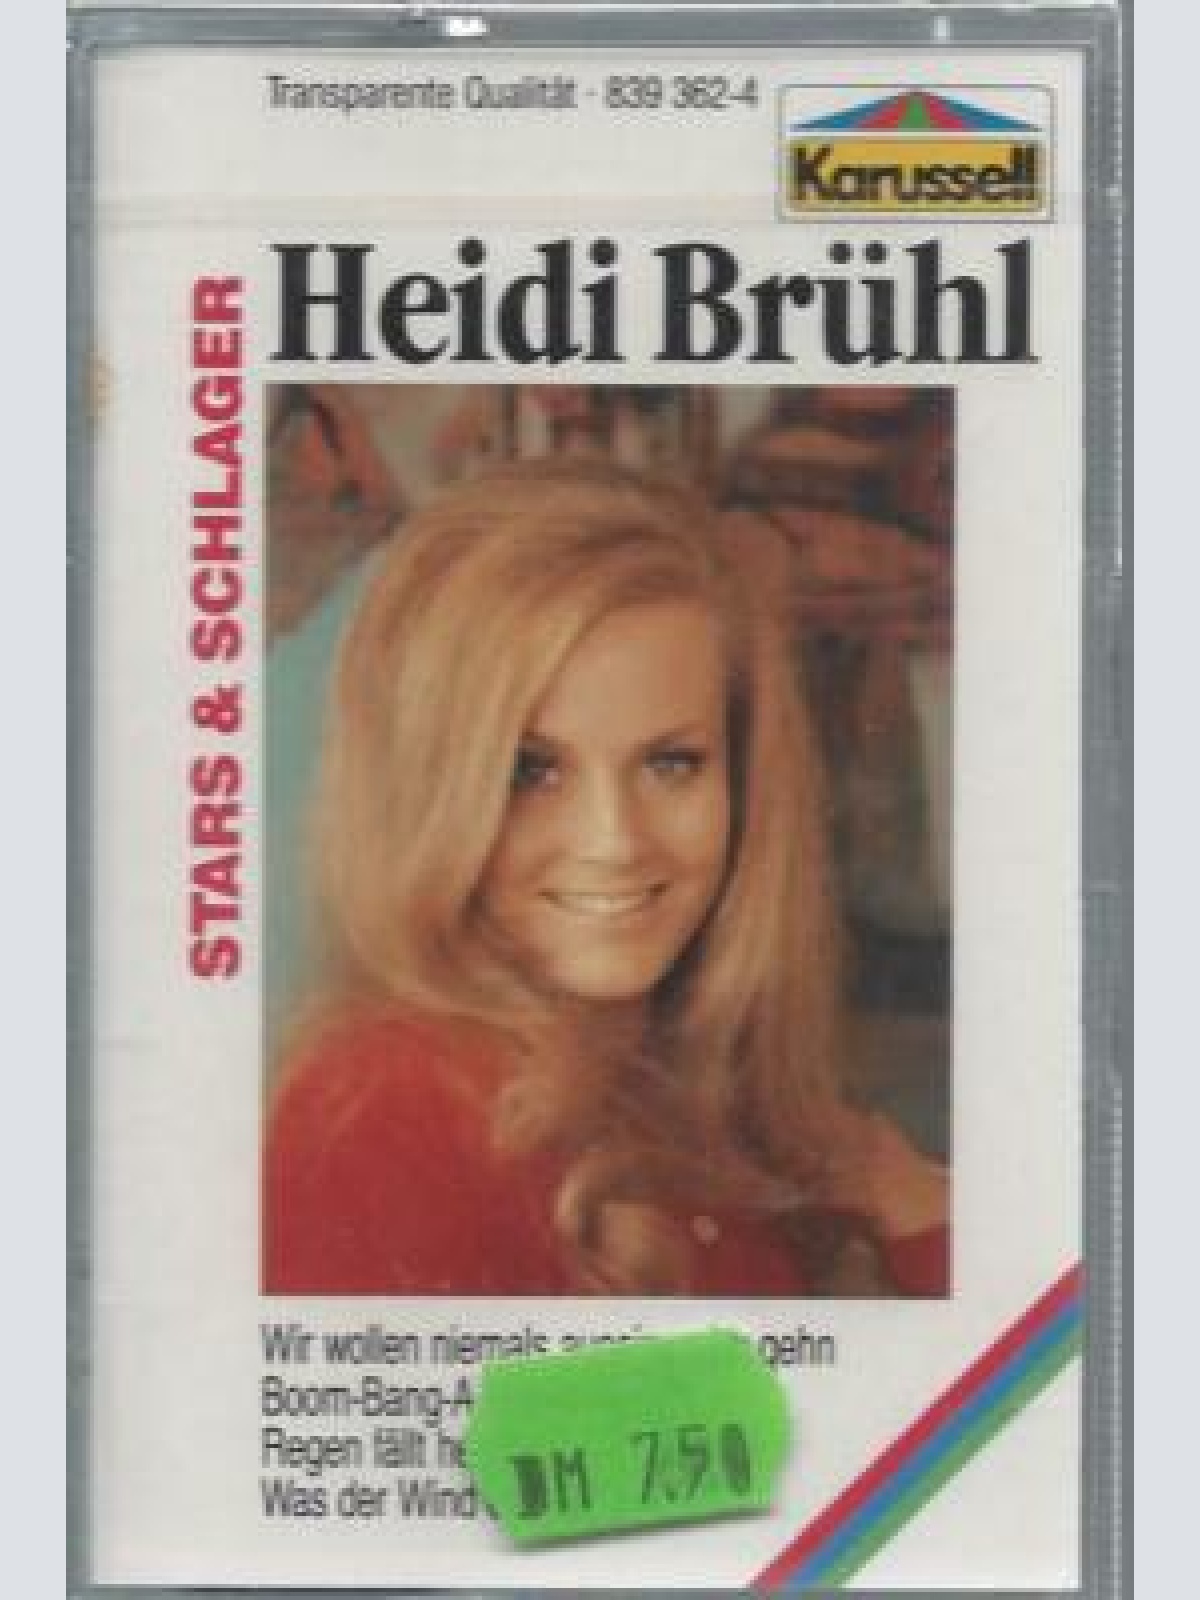 Transparente Qualität · 839 362-4
Karussell
Heidi Brühl
STARS & SCHLAGER
Wir wollen niemals gehn
Boom-Bang-A
Regen fällt
Was der Wind
DM 7.50